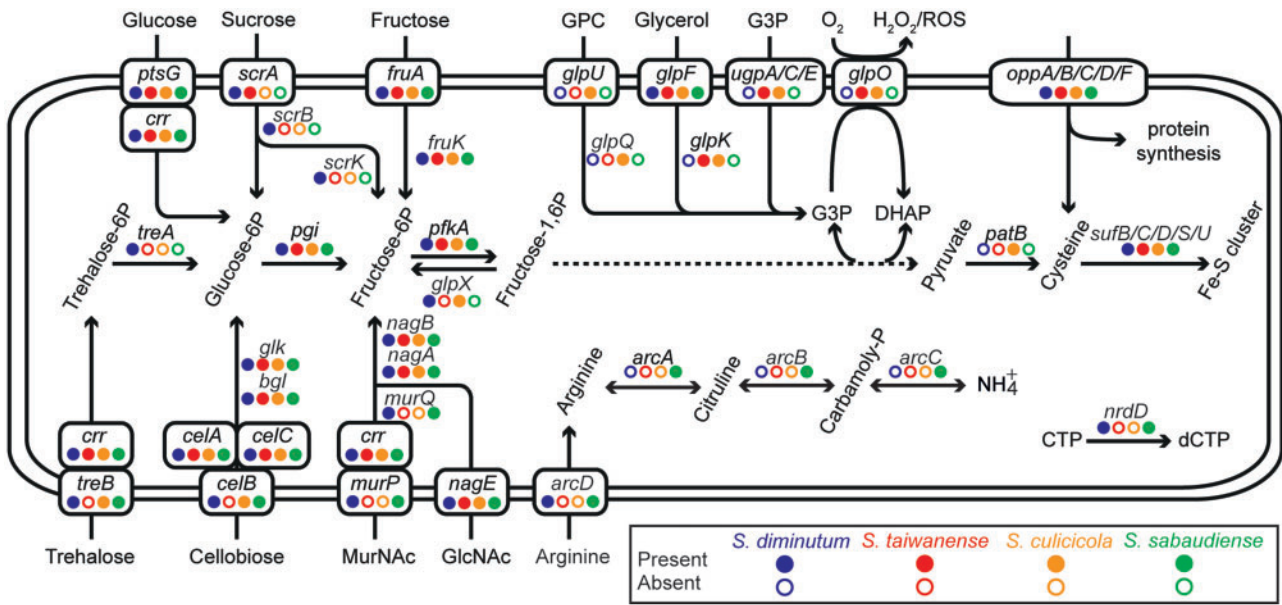 Glucose Sucrose Fructose GPC Glycerol G3P O2 H2O2/ROS
ptsG scrA fruA glpU glpF ugpA/C/E glpO oppA/B/C/D/F
crr
scrB
fruK
scrK
glpQ glpK
protein
synthesis
Trehalose-6P
treA
Glucose-6P
pgi
Fructose-6P
pfkA
glpX
Fructose-1,6P
G3P DHAP
Pyruvate
patB
Cysteine
sufB/C/D/S/U
Fe-S cluster
glk
bgl
nagB
nagA
murQ
Arginine
arcA
Citruline
arcB
Carbamoly-P
arcC
NH4+
CTP
nrdD
dCTP
crr celA celC crr
treB celB murP nagE arcD
Trehalose Cellobiose MurNAc GlcNAc Arginine
S. diminutum S. taiwanense S. culicicola S. sabaudiense
Present
Absent